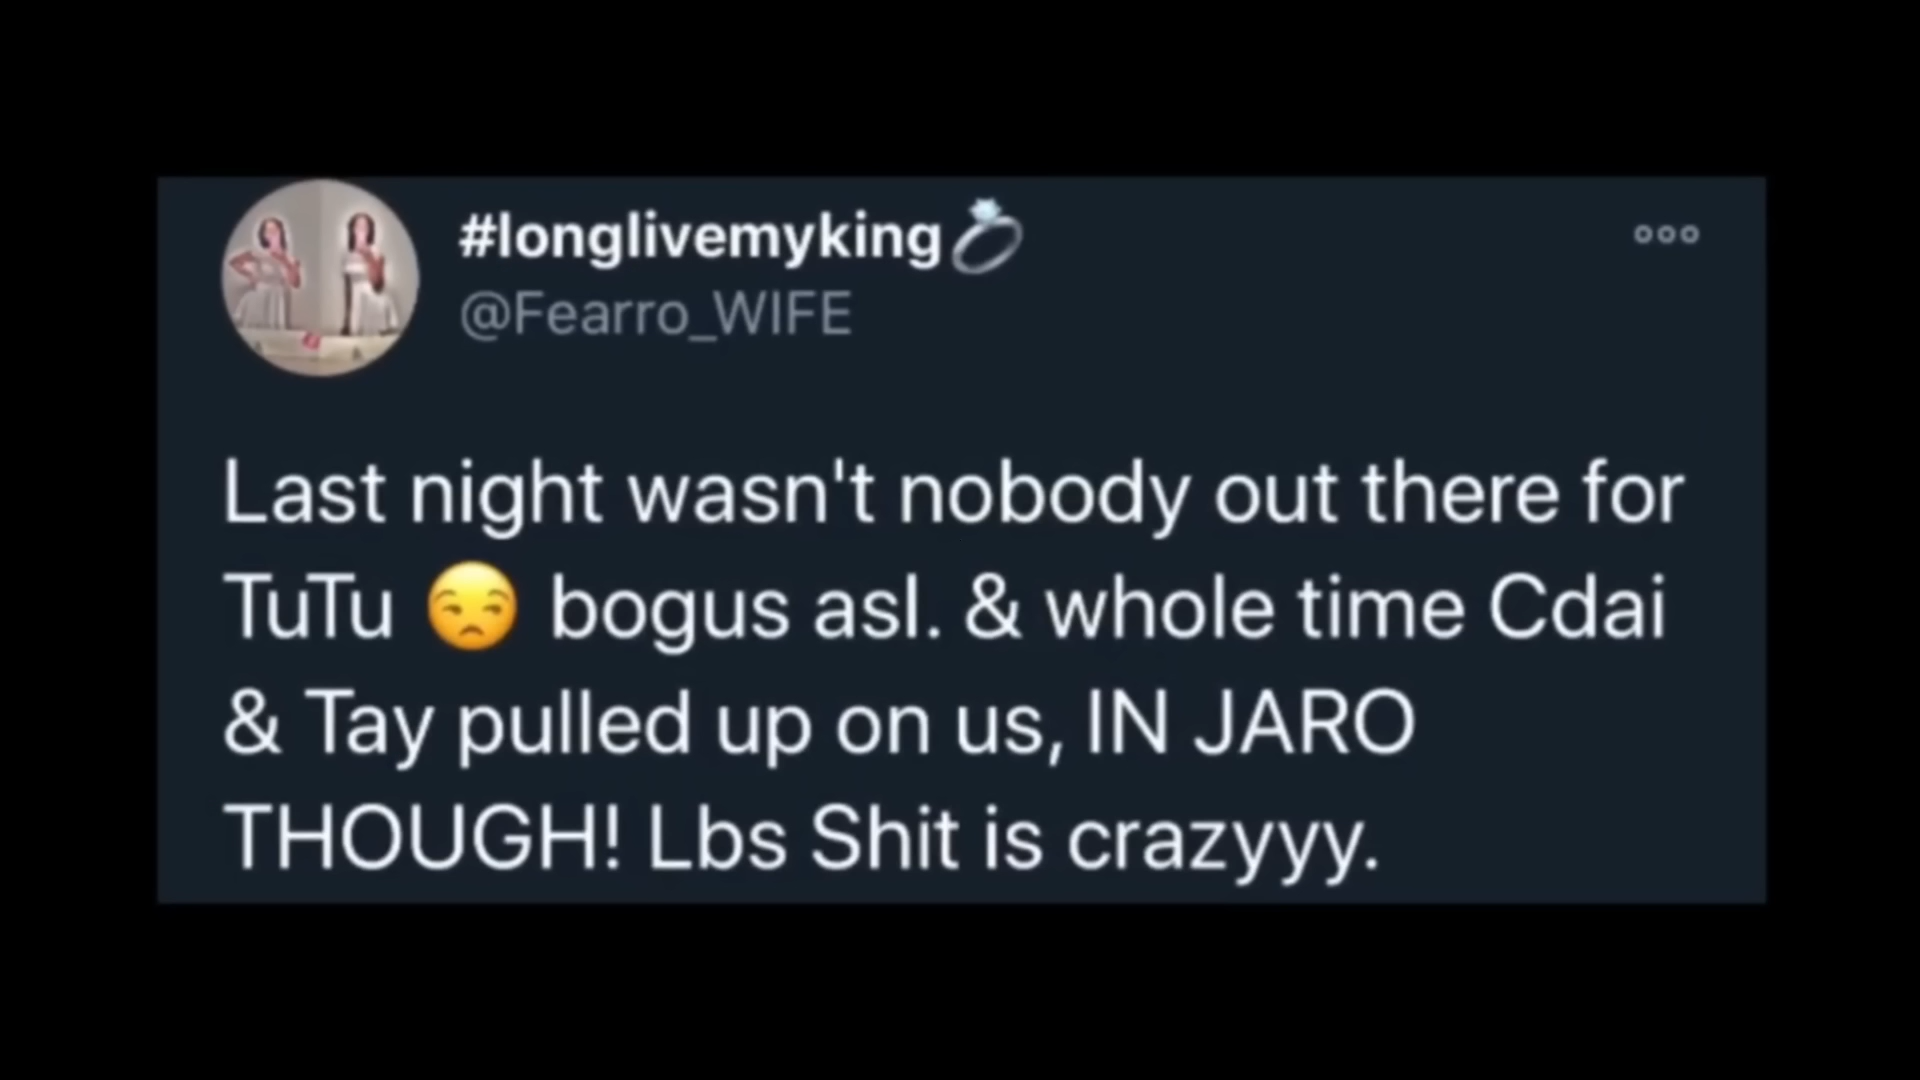 #longlivemyking💍
@Fearro_WIFE
Last night wasn't nobody out there for
TuTu 😒 bogus asl. & whole time Cdai
& Tay pulled up on us, IN JARO
THOUGH! Lbs Shit is crazyyy.